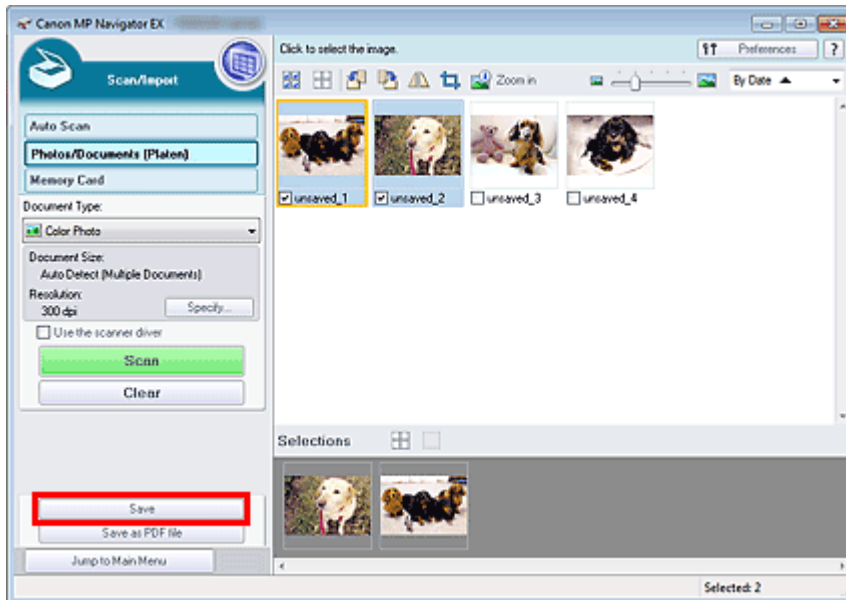 Canon MP Navigator EX
Scan/Import
Auto Scan
Photos/Documents (Platen)
Memory Card
Document Type:
Color Photo
Document Size:
Auto Detect (Multiple Documents)
Resolution:
300 dpi
Specify...
Use the scanner driver
Scan
Clear
Save
Save as PDF file
Jump to Main Menu
Click to select the image.
Preferences
?
Zoom in
By Date
unsaved_1
unsaved_2
unsaved_3
unsaved_4
Selections
Selected: 2